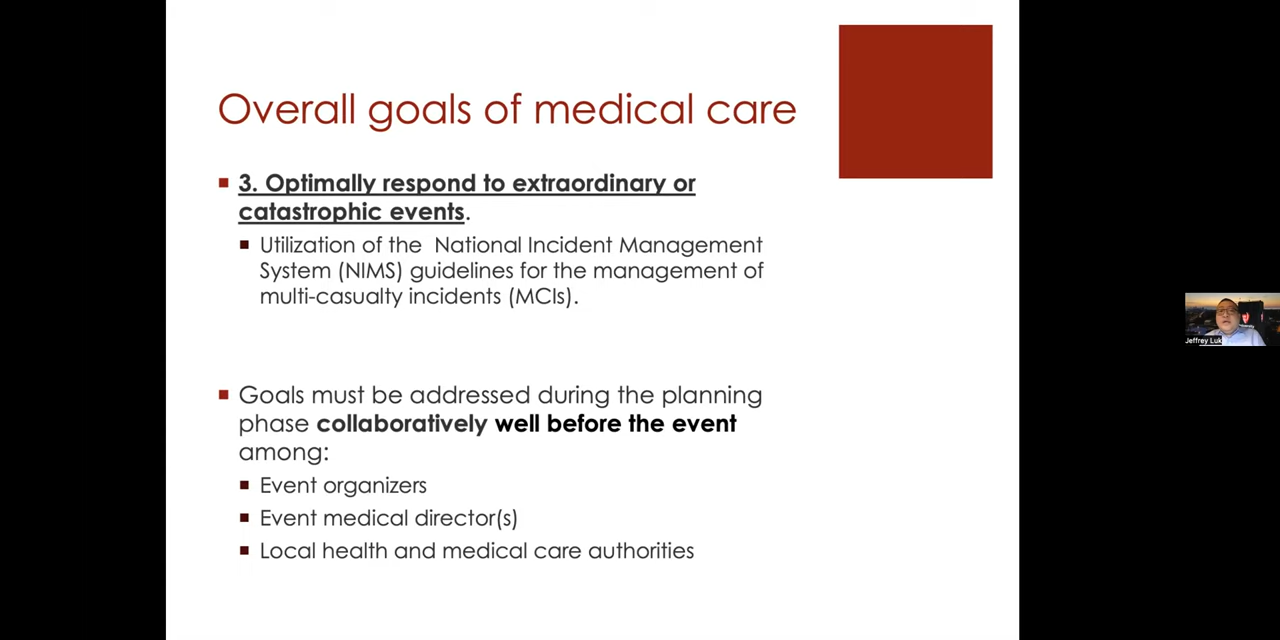 Overall goals of medical care
3. Optimally respond to extraordinary or
catastrophic events.
Utilization of the  National Incident Management
System (NIMS) guidelines for the management of
multi-casualty incidents (MCIs).
Goals must be addressed during the planning
phase collaboratively well before the event
among:
Event organizers
Event medical director(s)
Local health and medical care authorities
Jeffrey Luk